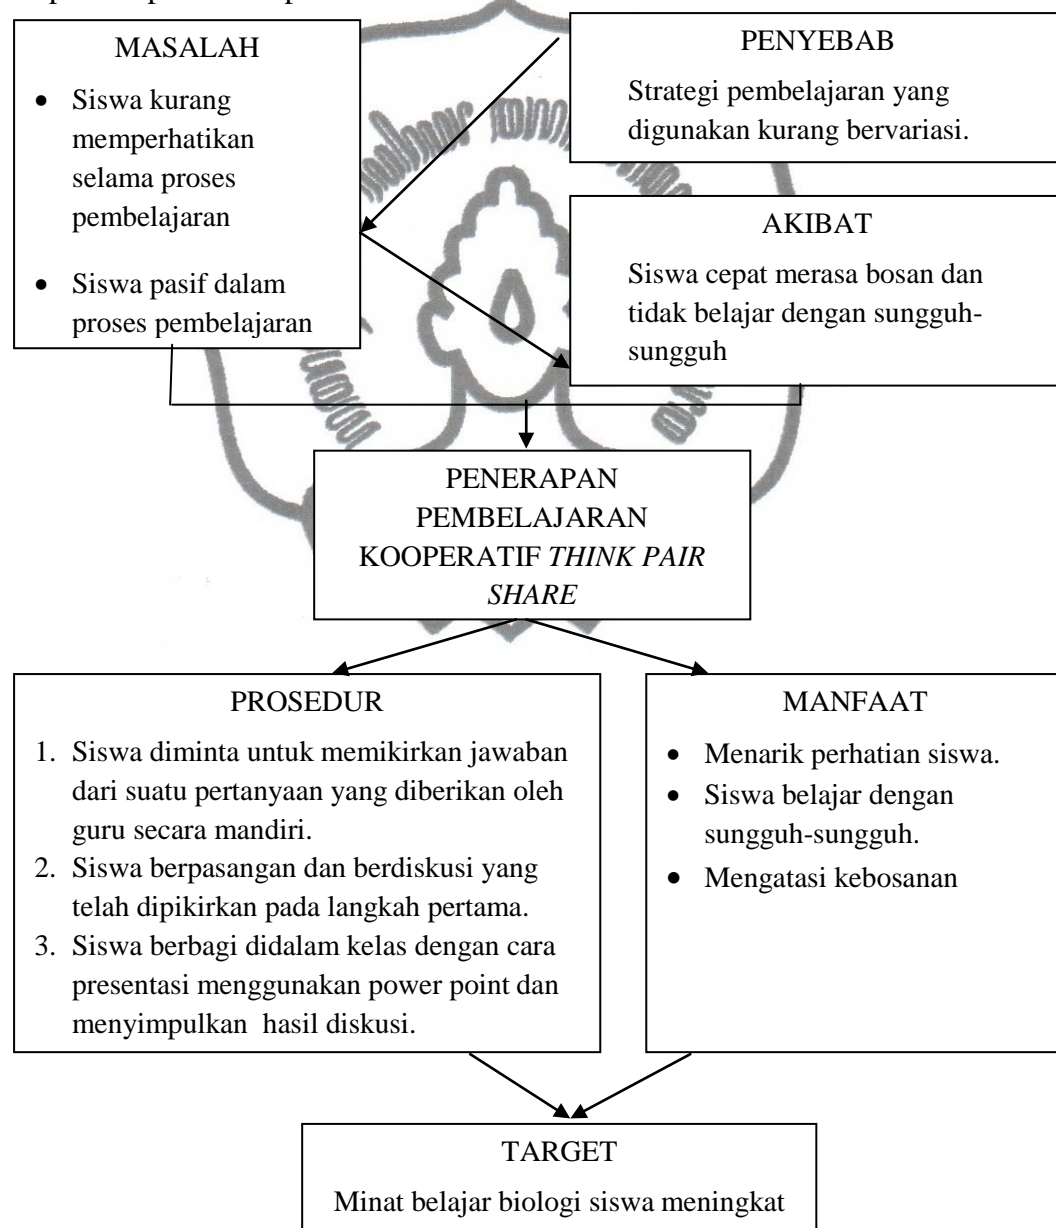 MASALAH
• Siswa kurang
memperhatikan
selama proses
pembelajaran
• Siswa pasif dalam
proses pembelajaran
PENYEBAB
Strategi pembelajaran yang
digunakan kurang bervariasi.
AKIBAT
Siswa cepat merasa bosan dan
tidak belajar dengan sungguh-
sungguh
PENERAPAN
PEMBELAJARAN
KOOPERATIF THINK PAIR
SHARE
PROSEDUR
1. Siswa diminta untuk memikirkan jawaban
dari suatu pertanyaan yang diberikan oleh
guru secara mandiri.
2. Siswa berpasangan dan berdiskusi yang
telah dipikirkan pada langkah pertama.
3. Siswa berbagi didalam kelas dengan cara
presentasi menggunakan power point dan
menyimpulkan hasil diskusi.
MANFAAT
• Menarik perhatian siswa.
• Siswa belajar dengan
sungguh-sungguh.
• Mengatasi kebosanan
TARGET
Minat belajar biologi siswa meningkat